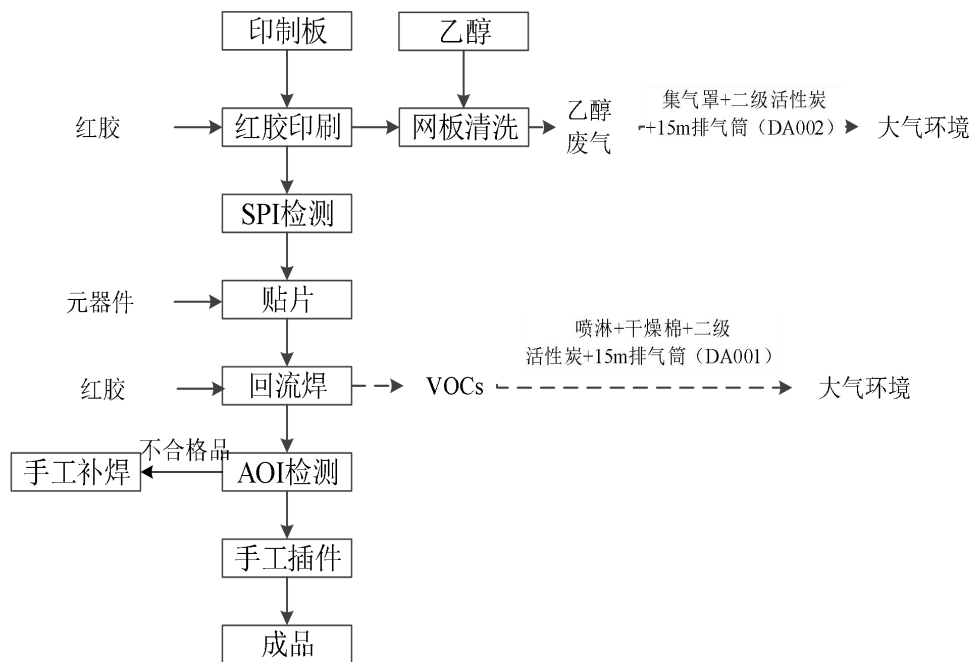 印制板
乙醇
红胶
红胶印刷
网板清洗
乙醇
废气
集气罩+二级活性炭
+15m排气筒（DA002）
大气环境
SPI检测
元器件
贴片
喷淋+干燥棉+二级
活性炭+15m排气筒（DA001）
红胶
回流焊
VOCs
大气环境
不合格品
手工补焊
AOI检测
手工插件
成品